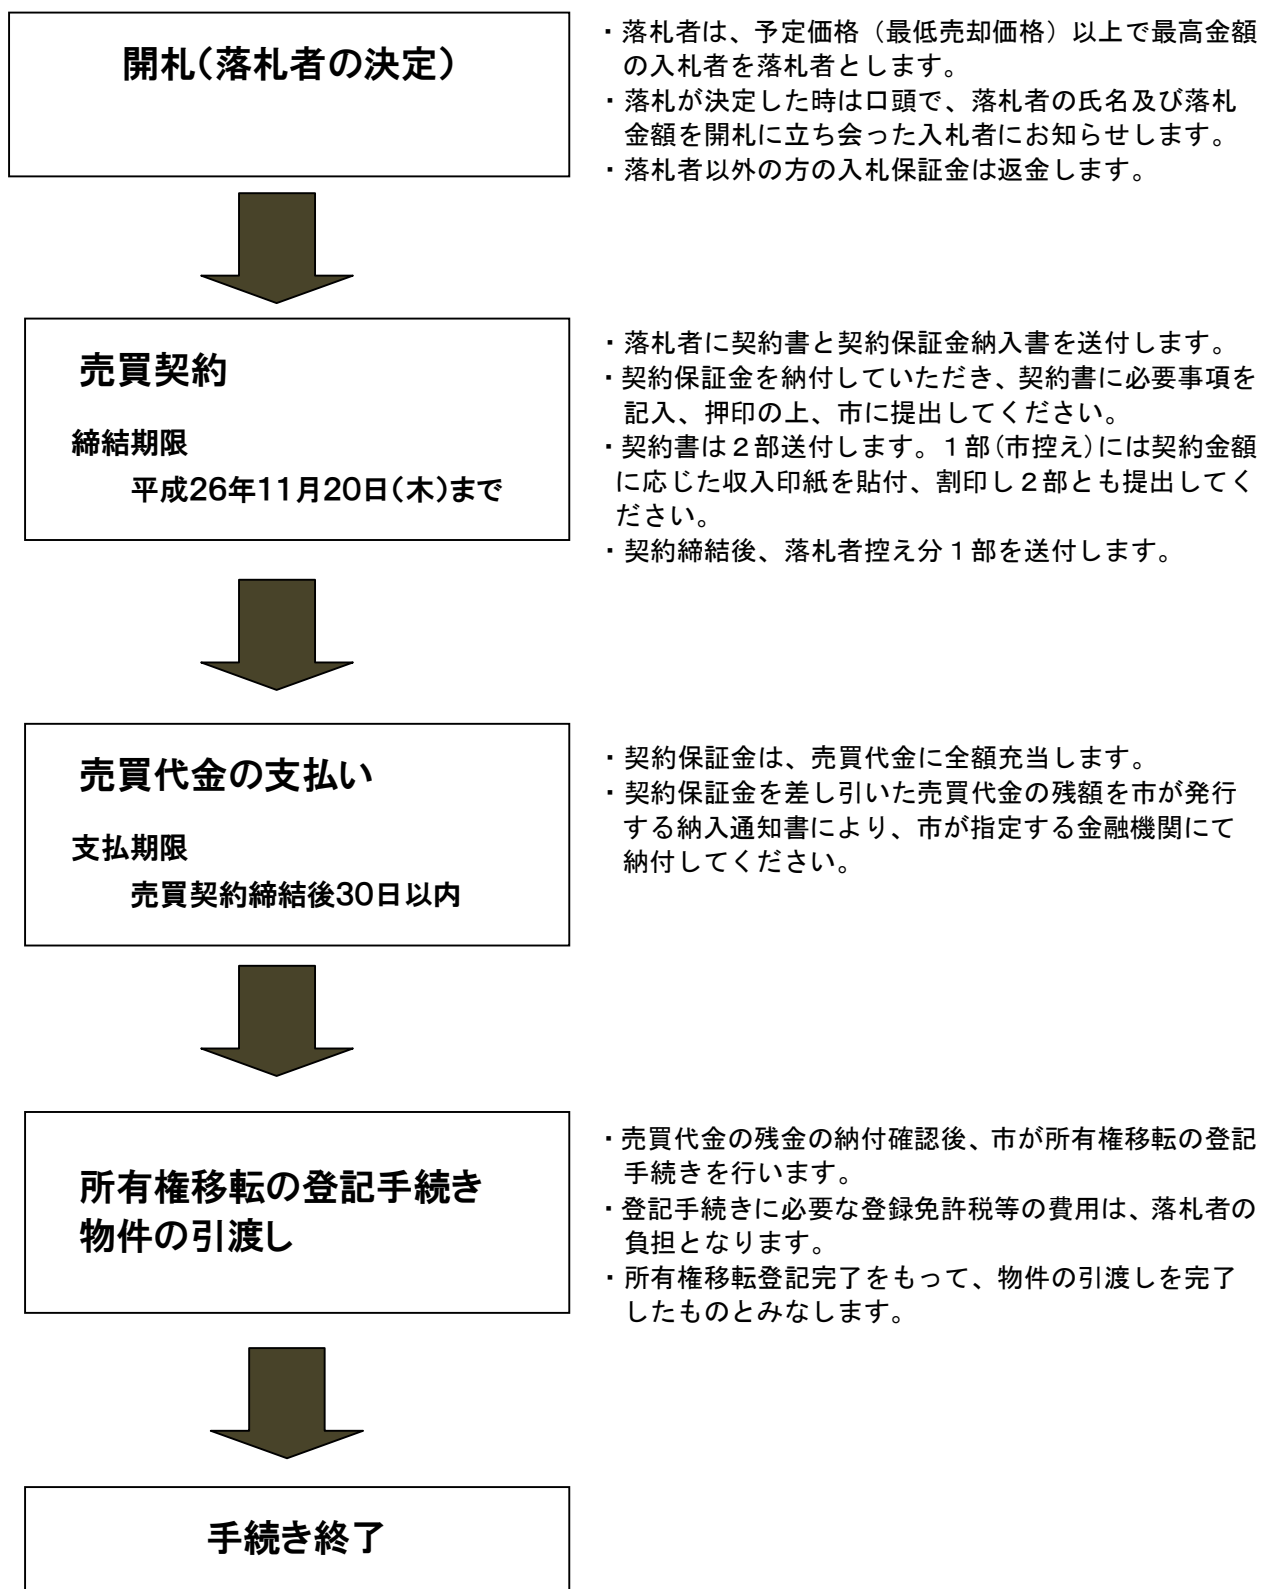 開札（落札者の決定）
・落札者は、予定価格（最低売却価格）以上で最高金額
の入札者を落札者とします。
・落札が決定した時は口頭で、落札者の氏名及び落札
金額を開札に立ち会った入札者にお知らせします。
・落札者以外の方の入札保証金は返金します。
売買契約
締結期限
平成26年11月20日（木）まで
・落札者に契約書と契約保証金納入書を送付します。
・契約保証金を納付していただき、契約書に必要事項を
記入、押印の上、市に提出してください。
・契約書は２部送付します。１部（市控え）には契約金額
に応じた収入印紙を貼付、割印し２部とも提出してく
ださい。
・契約締結後、落札者控え分１部を送付します。
売買代金の支払い
支払期限
売買契約締結後30日以内
・契約保証金は、売買代金に全額充当します。
・契約保証金を差し引いた売買代金の残額を市が発行
する納入通知書により、市が指定する金融機関にて
納付してください。
所有権移転の登記手続き
物件の引渡し
・売買代金の残金の納付確認後、市が所有権移転の登記
手続きを行います。
・登記手続きに必要な登録免許税等の費用は、落札者の
負担となります。
・所有権移転登記完了をもって、物件の引渡しを完了
したものとみなします。
手続き終了